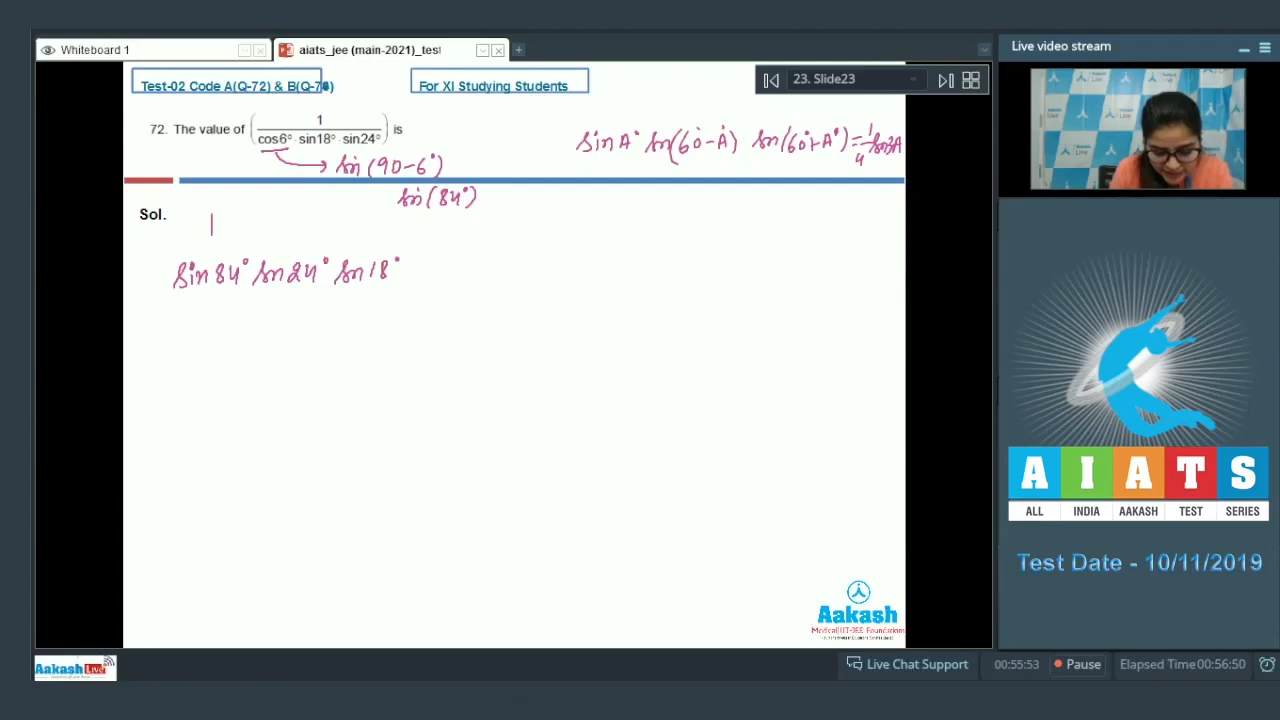 Whiteboard 1
aiats_jee (main-2021)_test
Live video stream
Test-02 Code A(Q-72) & B(Q-7
For XI Studying Students
23. Slide23
72. The value of (1 / cos6° · sin18° · sin24°) is
sinA° sin(60°-A°) sin(60°+A°)=1/4 sin3A
sin(90-6°)
sin(84°)
Sol.
1
sin84° sin24° sin18°
A I A T S
ALL INDIA AAKASH TEST SERIES
Test Date - 10/11/2019
Aakash
Medical|IIT-JEE|Foundations
Aakash Live
Live Chat Support
00:55:53
Pause
Elapsed Time 00:56:50